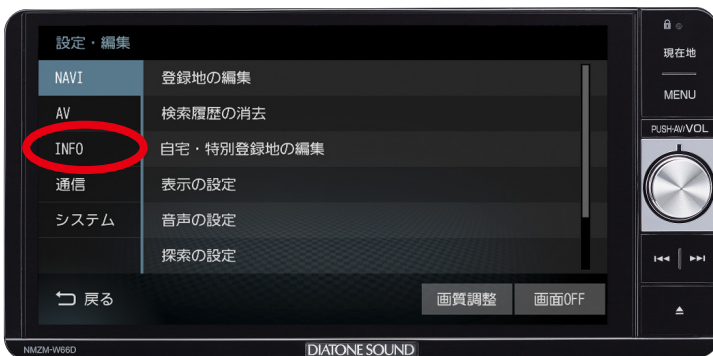 設定・編集
NAVI
登録地の編集
AV
検索履歴の消去
INFO
自宅・特別登録地の編集
通信
表示の設定
システム
音声の設定
探索の設定
戻る
画質調整
画面OFF
現在地
MENU
PUSH-AV/VOL
NMZM-W66D
DIATONE SOUND